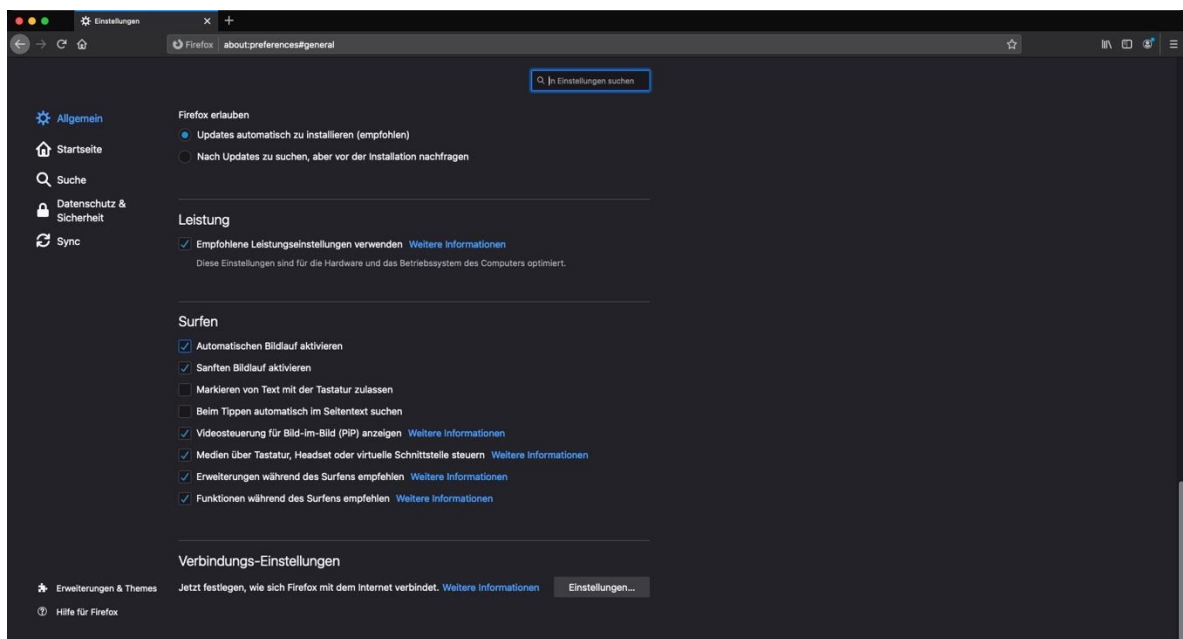 Einstellungen
Firefox about:preferences#general
In Einstellungen suchen
Allgemein
Startseite
Suche
Datenschutz &
Sicherheit
Sync
Firefox erlauben
Updates automatisch zu installieren (empfohlen)
Nach Updates zu suchen, aber vor der Installation nachfragen
Leistung
Empfohlene Leistungseinstellungen verwenden Weitere Informationen
Diese Einstellungen sind für die Hardware und das Betriebssystem des Computers optimiert.
Surfen
Automatischen Bildlauf aktivieren
Sanften Bildlauf aktivieren
Markieren von Text mit der Tastatur zulassen
Beim Tippen automatisch im Seitentext suchen
Videosteuerung für Bild-im-Bild (PiP) anzeigen Weitere Informationen
Medien über Tastatur, Headset oder virtuelle Schnittstelle steuern Weitere Informationen
Erweiterungen während des Surfens empfehlen Weitere Informationen
Funktionen während des Surfens empfehlen Weitere Informationen
Verbindungs-Einstellungen
Jetzt festlegen, wie sich Firefox mit dem Internet verbindet. Weitere Informationen Einstellungen...
Erweiterungen & Themes
Hilfe für Firefox